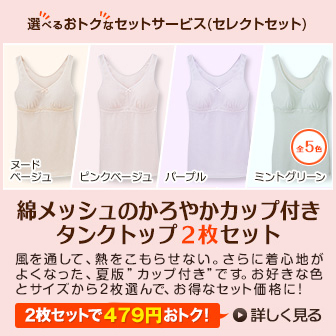 選べるおトクなセットサービス(セレクトセット)
全5色
ヌード
ベージュ
ピンクベージュ
パープル
ミントグリーン
綿メッシュのかろやかカップ付き
タンクトップ2枚セット
風を通して、熱をこもらせない。さらに着心地が
よくなった、夏版”カップ付き”です。お好きな色
とサイズから2枚選んで、お得なセット価格に!
2枚セットで479円おトク!
詳しく見る